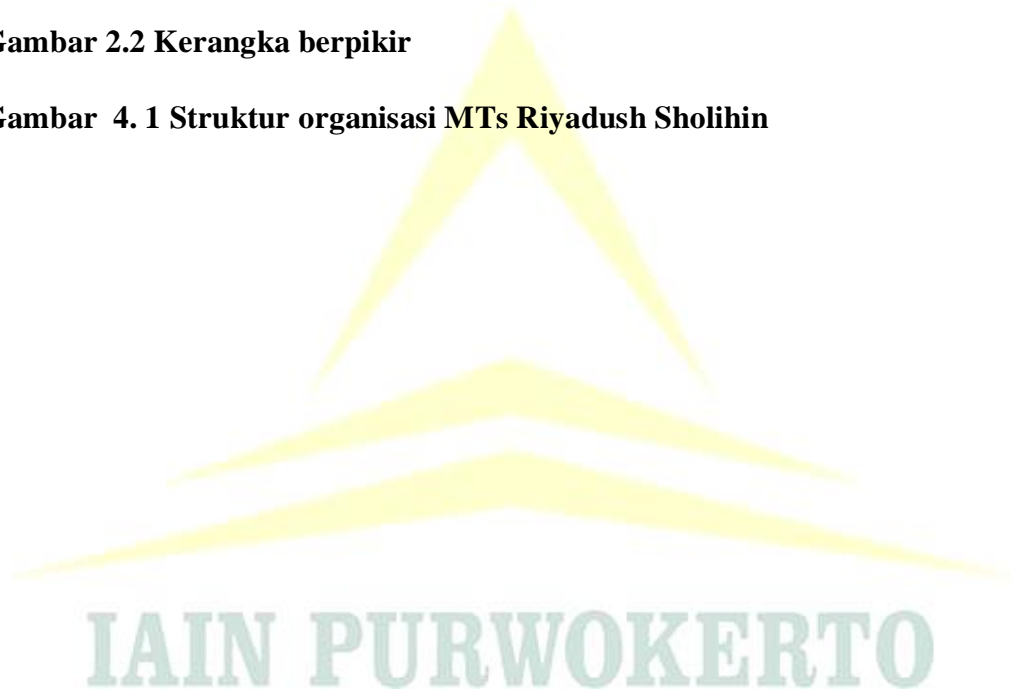 Gambar 2.2 Kerangka berpikir
Gambar 4. 1 Struktur organisasi MTs Riyadush Sholihin
IAIN PURWOKERTO